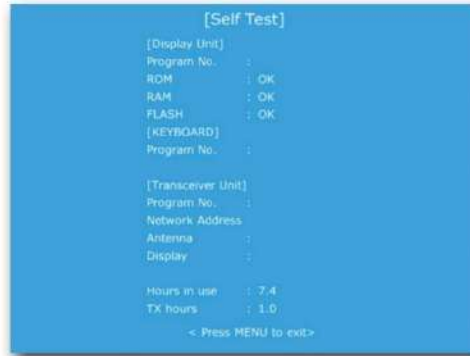 [Self Test]
[Display Unit]
Program No. :
ROM : OK
RAM : OK
FLASH : OK
[KEYBOARD]
Program No. :
[Transceiver Unit]
Program No. :
Network Address
Antenna :
Display :
Hours in use : 7.4
TX hours : 1.0
< Press MENU to exit>